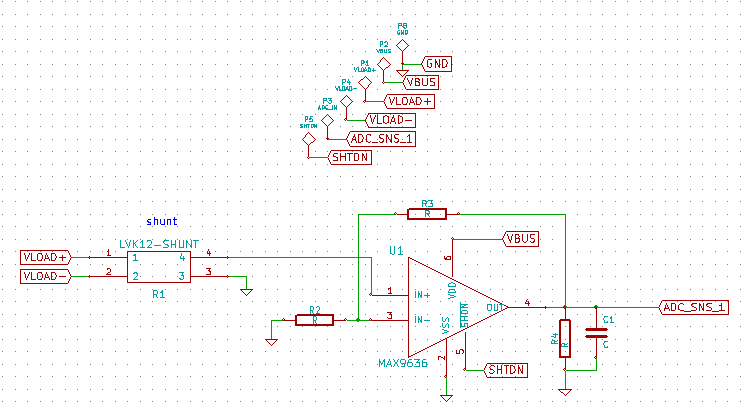 P8
GND
P2
VBUS
GND
P1
VLOAD+
VBUS
P4
VLOAD-
VLOAD+
P3
ADC_IN
VLOAD-
P5
SHTDN
ADC_SNS_1
SHTDN
shunt
R3
R
LVK12-SHUNT
U1
VBUS
VLOAD+ 1 1 4 4
VLOAD- 2 2 3 3
R1
6
VDD
1 IN+
R2
R
3 IN-
OUT 4
ADC_SNS_1
VSS
SHDN
C1
C
R4
R
2
5
MAX9636
SHTDN